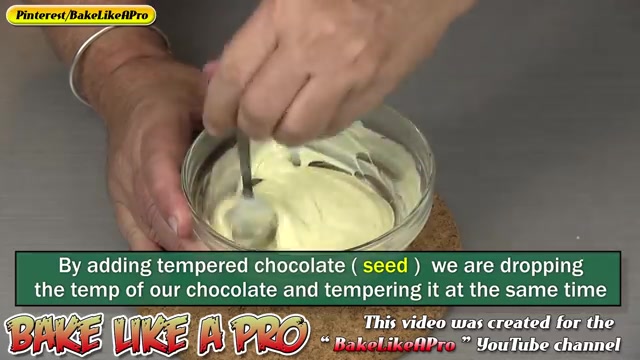 Pinterest/BakeLikeAPro
By adding tempered chocolate ( seed ) we are dropping
the temp of our chocolate and tempering it at the same time
BAKE LIKE A PRO
This video was created for the
“ BakeLikeAPro ” YouTube channel